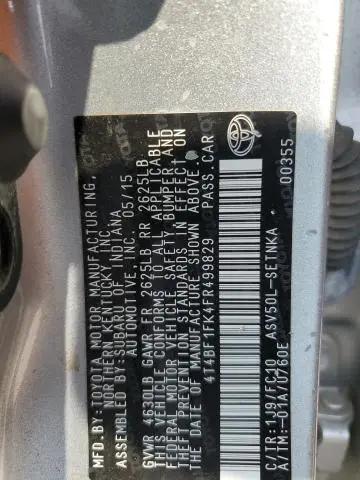 MFD. BY: TOYOTA MOTOR MANUFACTURING,
NORTHERN KENTUCKY, INC.
ASSEMBLED BY: SUBARU OF INDIANA
AUTOMOTIVE, INC. 05/15
GVWR 4630LB GAWR FR 2625LB RR 2625LB
THIS VEHICLE CONFORMS TO ALL APPLICABLE
FEDERAL MOTOR VEHICLE SAFETY, BUMPER, AND
THEFT PREVENTION STANDARDS IN EFFECT ON
THE DATE OF MANUFACTURE SHOWN ABOVE.
4T4BF1FK4FR499829 PASS.CAR
C/TR:1J9/FC10 ASV50L-SETNKA
A/TM:-01A/U760E 00355